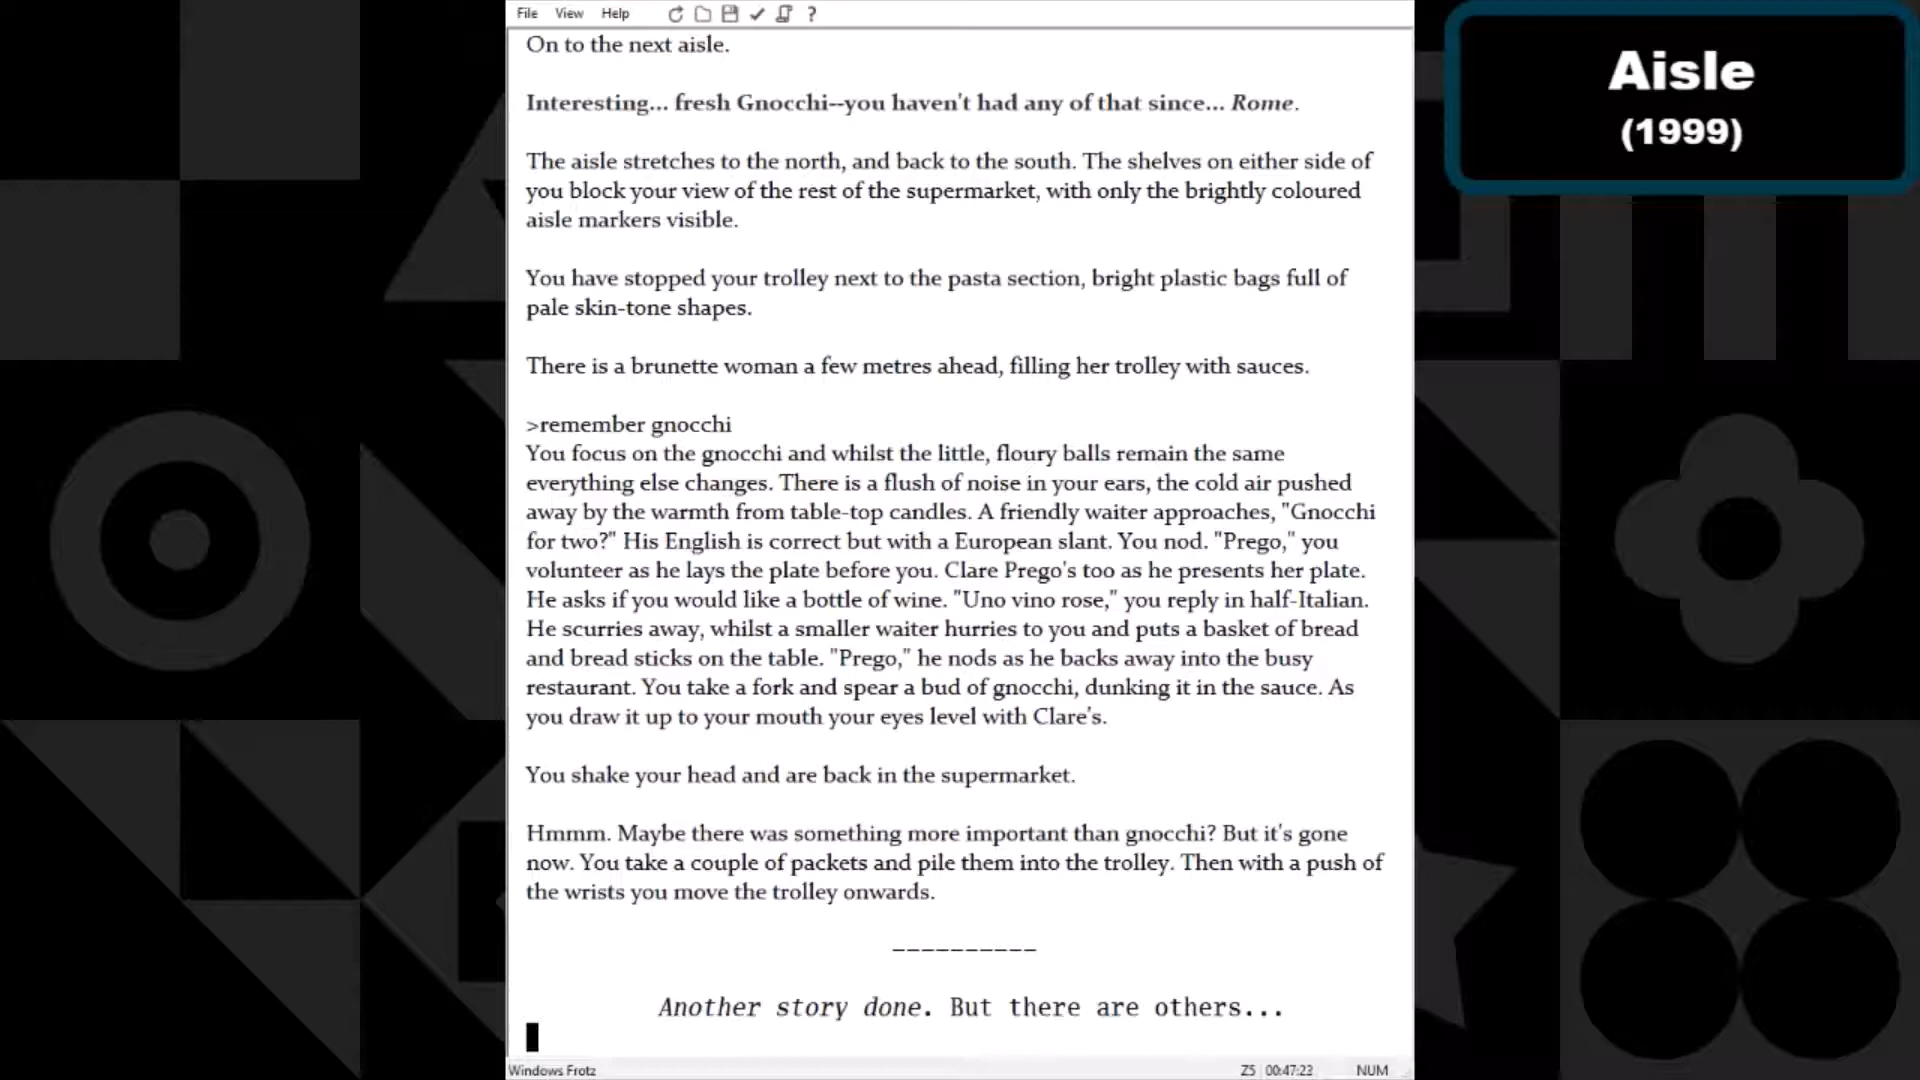 File View Help ?
Aisle
(1999)
On to the next aisle.
Interesting... fresh Gnocchi--you haven't had any of that since... Rome.
The aisle stretches to the north, and back to the south. The shelves on either side of
you block your view of the rest of the supermarket, with only the brightly coloured
aisle markers visible.
You have stopped your trolley next to the pasta section, bright plastic bags full of
pale skin-tone shapes.
There is a brunette woman a few metres ahead, filling her trolley with sauces.
>remember gnocchi
You focus on the gnocchi and whilst the little, floury balls remain the same
everything else changes. There is a flush of noise in your ears, the cold air pushed
away by the warmth from table-top candles. A friendly waiter approaches, "Gnocchi
for two?" His English is correct but with a European slant. You nod. "Prego," you
volunteer as he lays the plate before you. Clare Prego's too as he presents her plate.
He asks if you would like a bottle of wine. "Uno vino rose," you reply in half-Italian.
He scurries away, whilst a smaller waiter hurries to you and puts a basket of bread
and bread sticks on the table. "Prego," he nods as he backs away into the busy
restaurant. You take a fork and spear a bud of gnocchi, dunking it in the sauce. As
you draw it up to your mouth your eyes level with Clare's.
You shake your head and are back in the supermarket.
Hmmm. Maybe there was something more important than gnocchi? But it's gone
now. You take a couple of packets and pile them into the trolley. Then with a push of
the wrists you move the trolley onwards.
----------
Another story done. But there are others...
Windows Frotz Z5 00:47:23 NUM